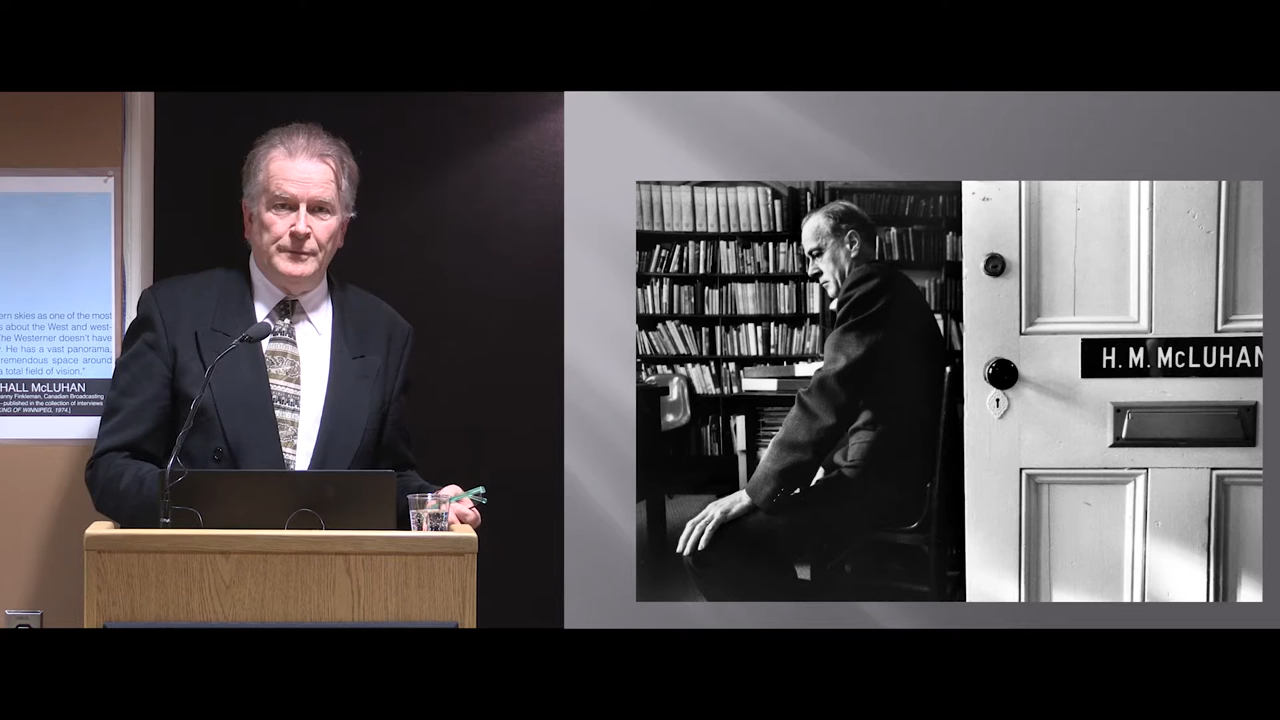 ern skies as one of the most
s about the West and west-
he Westerner doesn't have
. He has a vast panorama,
tremendous space around
a total field of vision."
HALL McLUHAN
anny Finkleman, Canadian Broadcasting
-published in the collection of interviews
KING OF WINNIPEG, 1974.]
H. M. McLUHAN